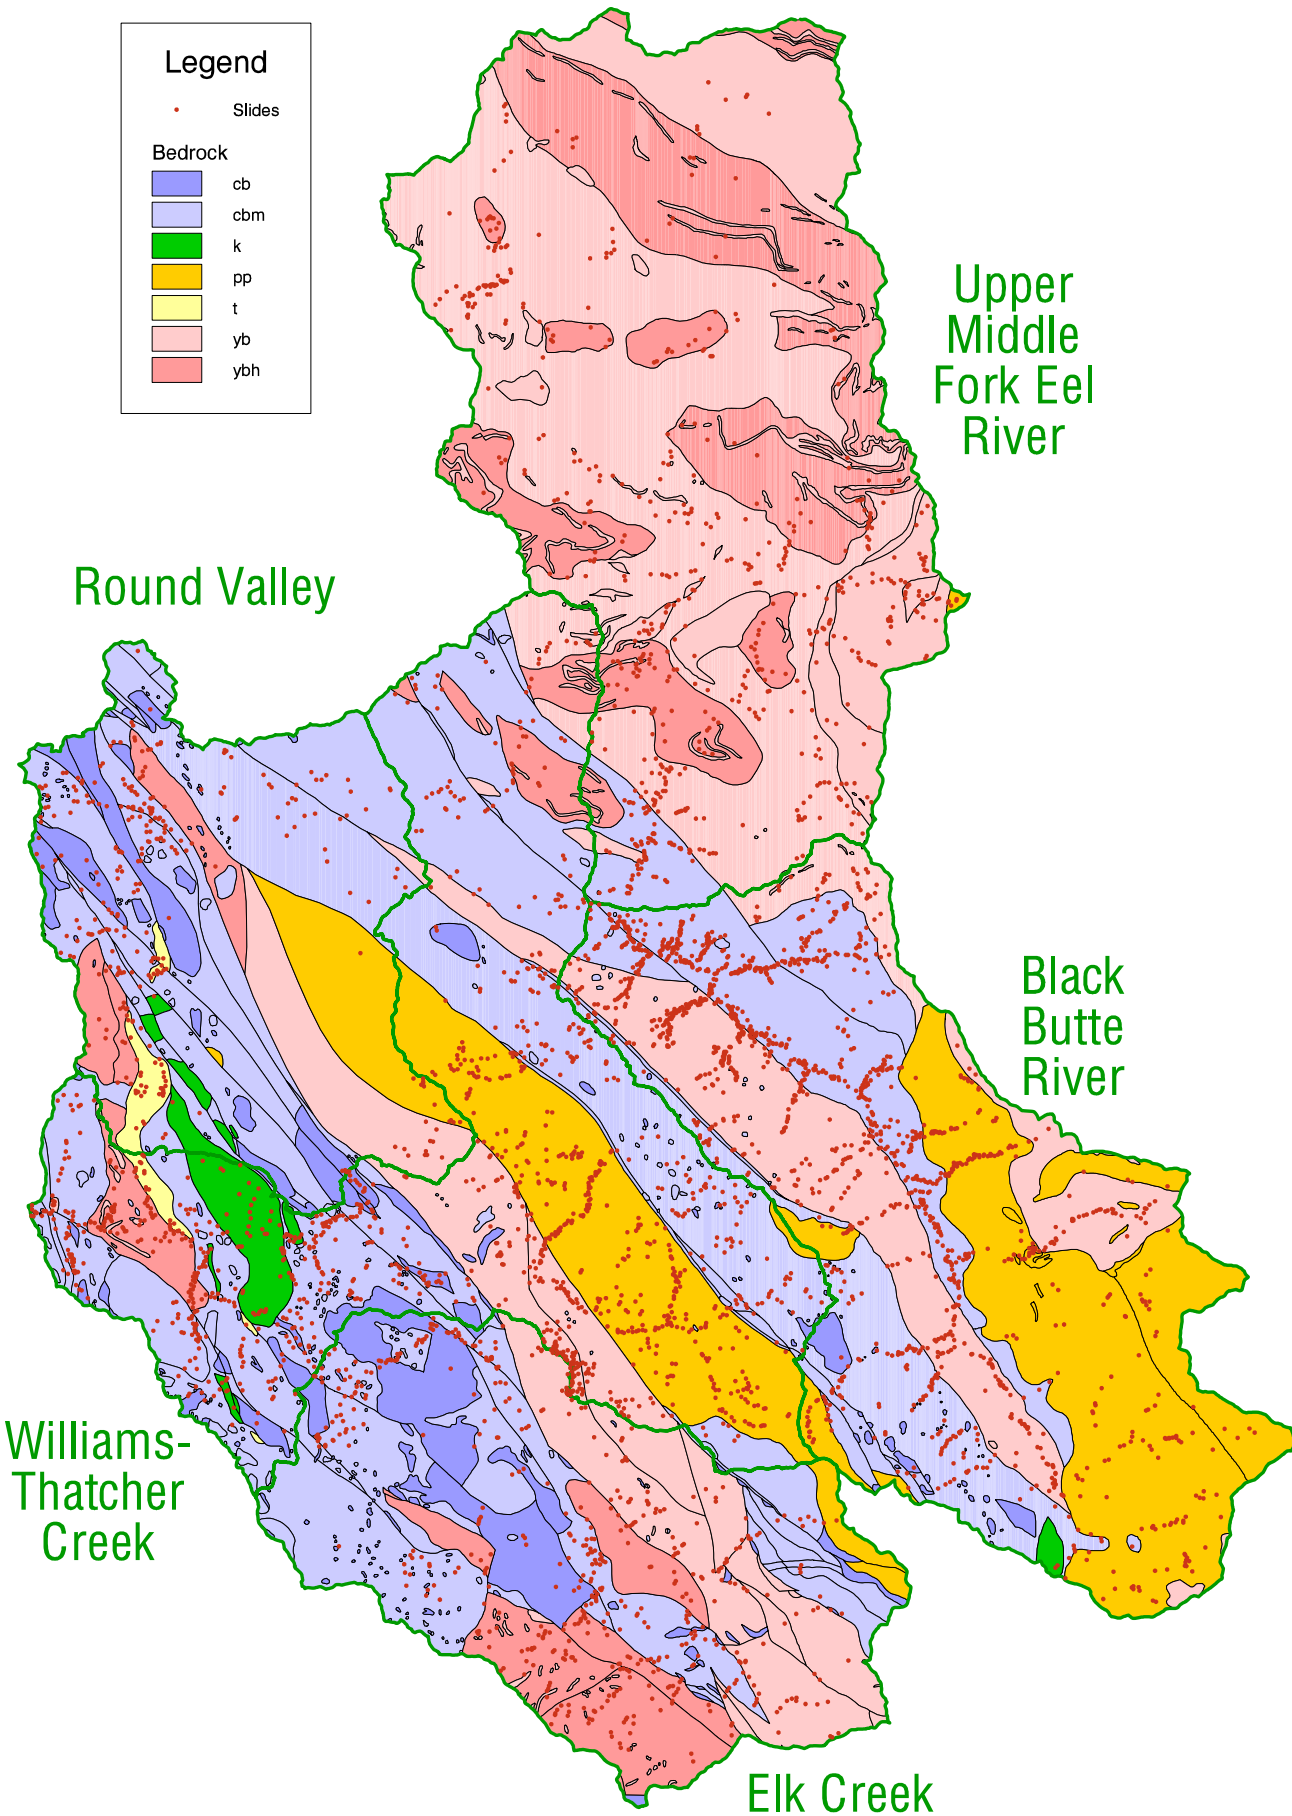 Legend
Slides
Bedrock
cb
cbm
k
pp
t
yb
ybh
Upper
Middle
Fork Eel
River
Round Valley
Black
Butte
River
Williams-
Thatcher
Creek
Elk Creek